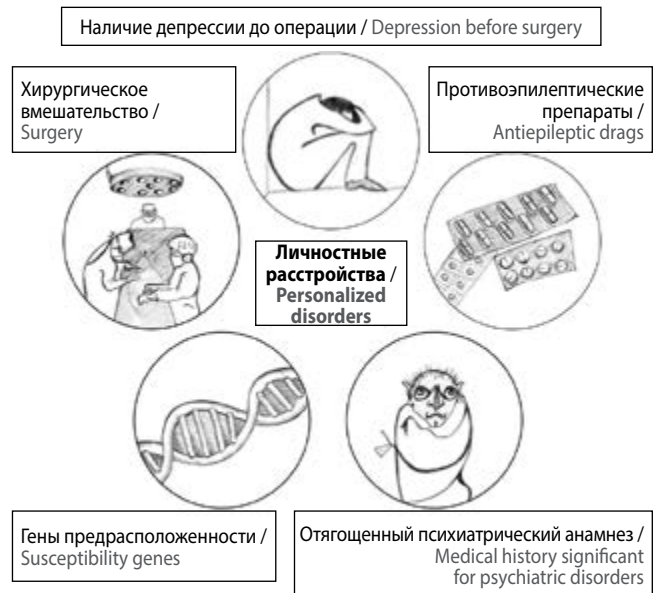 Наличие депрессии до операции / Depression before surgery
Хирургическое
вмешательство /
Surgery
Противоэпилептические
препараты /
Antiepileptic drags
Личностные
расстройства /
Personalized
disorders
Гены предрасположенности /
Susceptibility genes
Отягощенный психиатрический анамнез /
Medical history significant
for psychiatric disorders